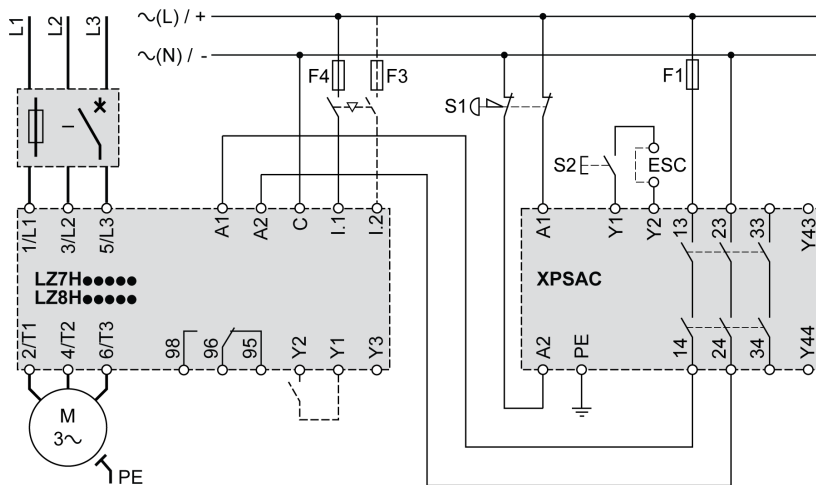 L1
L2
L3
~(L) / +
~(N) / -
F4
F3
F1
S1
S2
ESC
1/L1
3/L2
5/L3
A1
A2
C
I.1
I.2
A1
Y1
Y2
13
23
33
Y43
LZ7H●●●●●
LZ8H●●●●●
XPSAC
2/T1
4/T2
6/T3
98
96
95
Y2
Y1
Y3
A2
PE
14
24
34
Y44
M
3~
PE